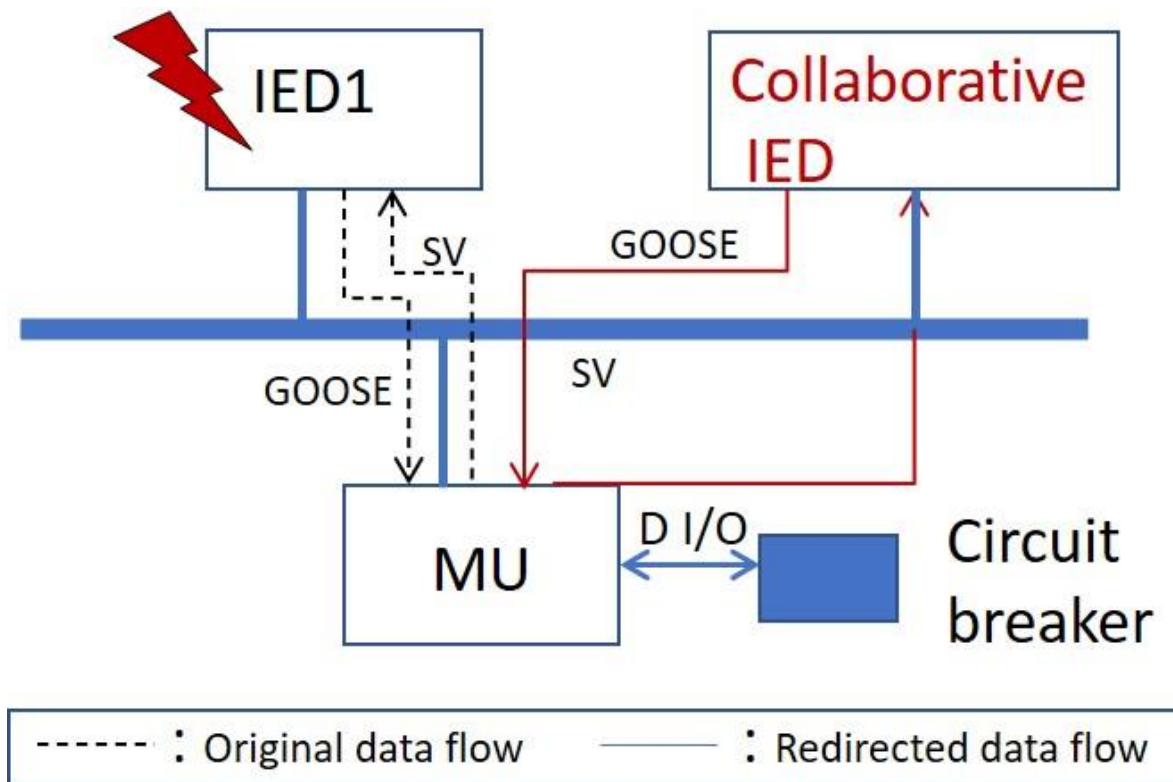 IED1
Collaborative
IED
SV
GOOSE
GOOSE
SV
D I/O
MU
Circuit
breaker
: Original data flow
: Redirected data flow